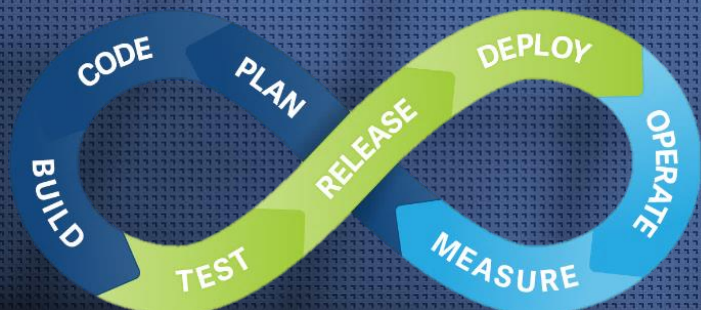 PLAN
CODE
BUILD
TEST
RELEASE
DEPLOY
OPERATE
MEASURE